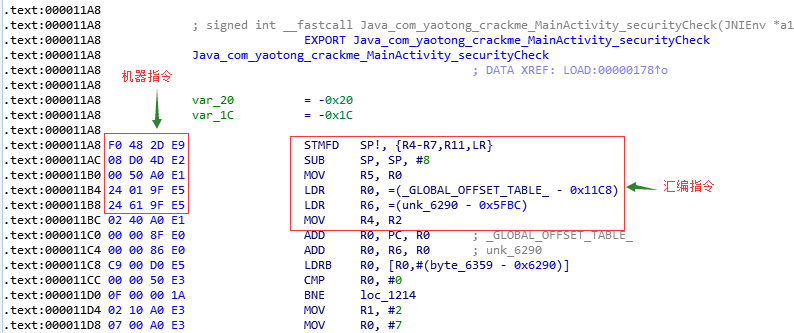 .text:000011A8
.text:000011A8 ; signed int __fastcall Java_com_yaotong_crackme_MainActivity_securityCheck(JNIEnv *a1
.text:000011A8 EXPORT Java_com_yaotong_crackme_MainActivity_securityCheck
.text:000011A8 Java_com_yaotong_crackme_MainActivity_securityCheck
.text:000011A8 ; DATA XREF: LOAD:00000178↑o
.text:000011A8 机器指令
.text:000011A8 var_20 = -0x20
.text:000011A8 var_1C = -0x1C
.text:000011A8
.text:000011A8 F0 48 2D E9 STMFD SP!, {R4-R7,R11,LR}
.text:000011AC 08 D0 4D E2 SUB SP, SP, #8
.text:000011B0 00 50 A0 E1 MOV R5, R0
.text:000011B4 24 01 9F E5 LDR R0, =(_GLOBAL_OFFSET_TABLE_ - 0x11C8) 汇编指令
.text:000011B8 24 61 9F E5 LDR R6, =(unk_6290 - 0x5FBC)
.text:000011BC 02 40 A0 E1 MOV R4, R2
.text:000011C0 00 00 8F E0 ADD R0, PC, R0 ; _GLOBAL_OFFSET_TABLE_
.text:000011C4 00 00 86 E0 ADD R0, R6, R0 ; unk_6290
.text:000011C8 C9 00 D0 E5 LDRB R0, [R0,#(byte_6359 - 0x6290)]
.text:000011CC 00 00 50 E3 CMP R0, #0
.text:000011D0 0F 00 00 1A BNE loc_1214
.text:000011D4 02 10 A0 E3 MOV R1, #2
.text:000011D8 07 00 A0 E3 MOV R0, #7